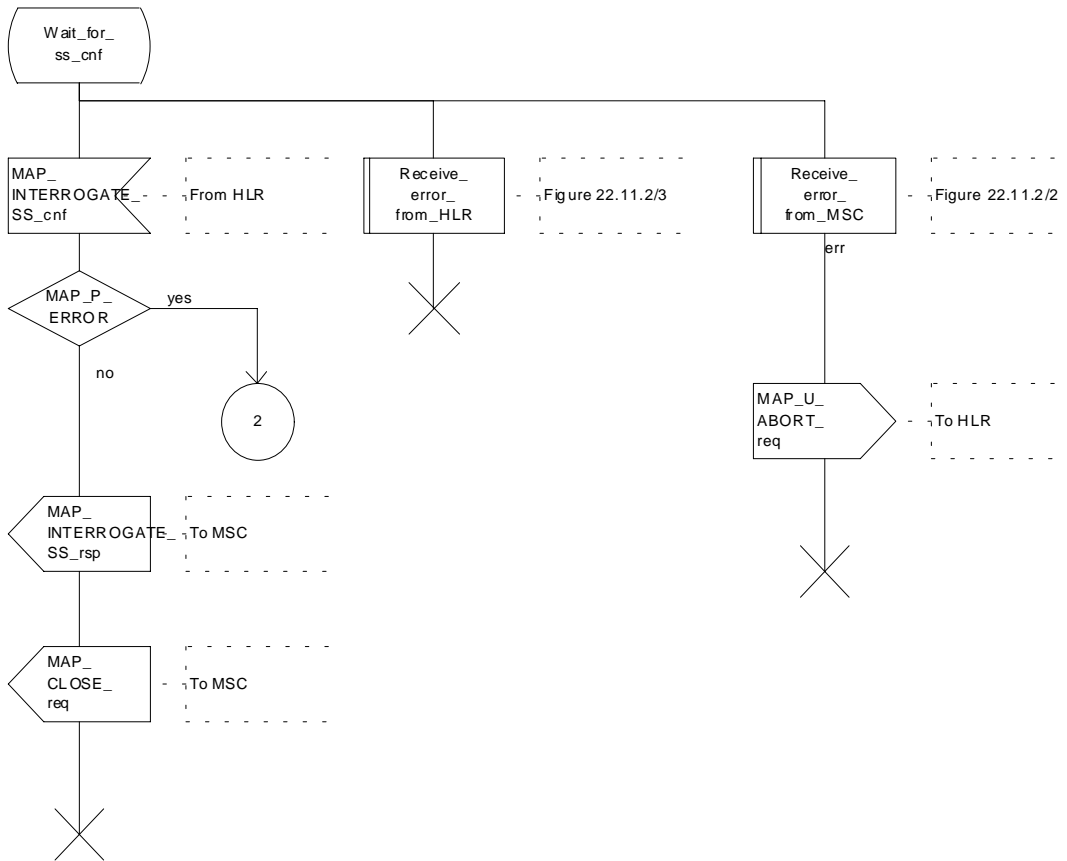 Wait_for_
ss_cnf
MAP_
INTERROGATE_
SS_cnf
From HLR
Receive_
error_
from_HLR
Figure 22.11.2/3
Receive_
error_
from_MSC
Figure 22.11.2/2
err
MAP_P_
ERROR
yes
no
2
MAP_U_
ABORT_
req
To HLR
MAP_
INTERROGATE_
SS_rsp
To MSC
MAP_
CLOSE_
req
To MSC